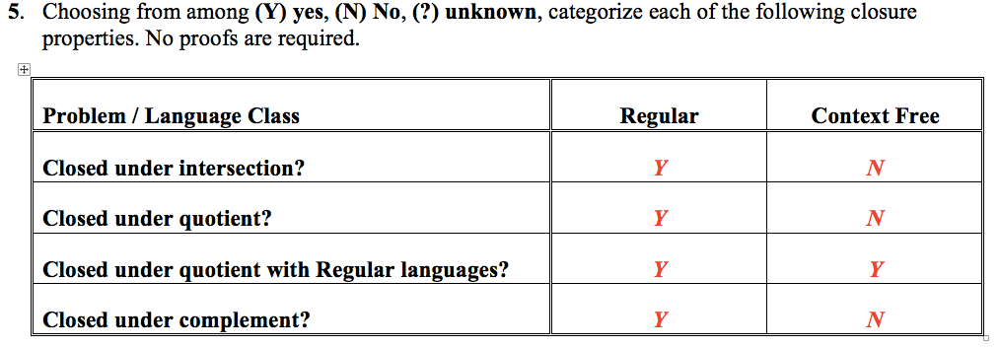 5. Choosing from among (Y) yes, (N) No, (?) unknown, categorize each of the following closure
properties. No proofs are required.
Problem / Language Class Regular Context Free
Closed under intersection? Y N
Closed under quotient? Y N
Closed under quotient with Regular languages? Y Y
Closed under complement? Y N